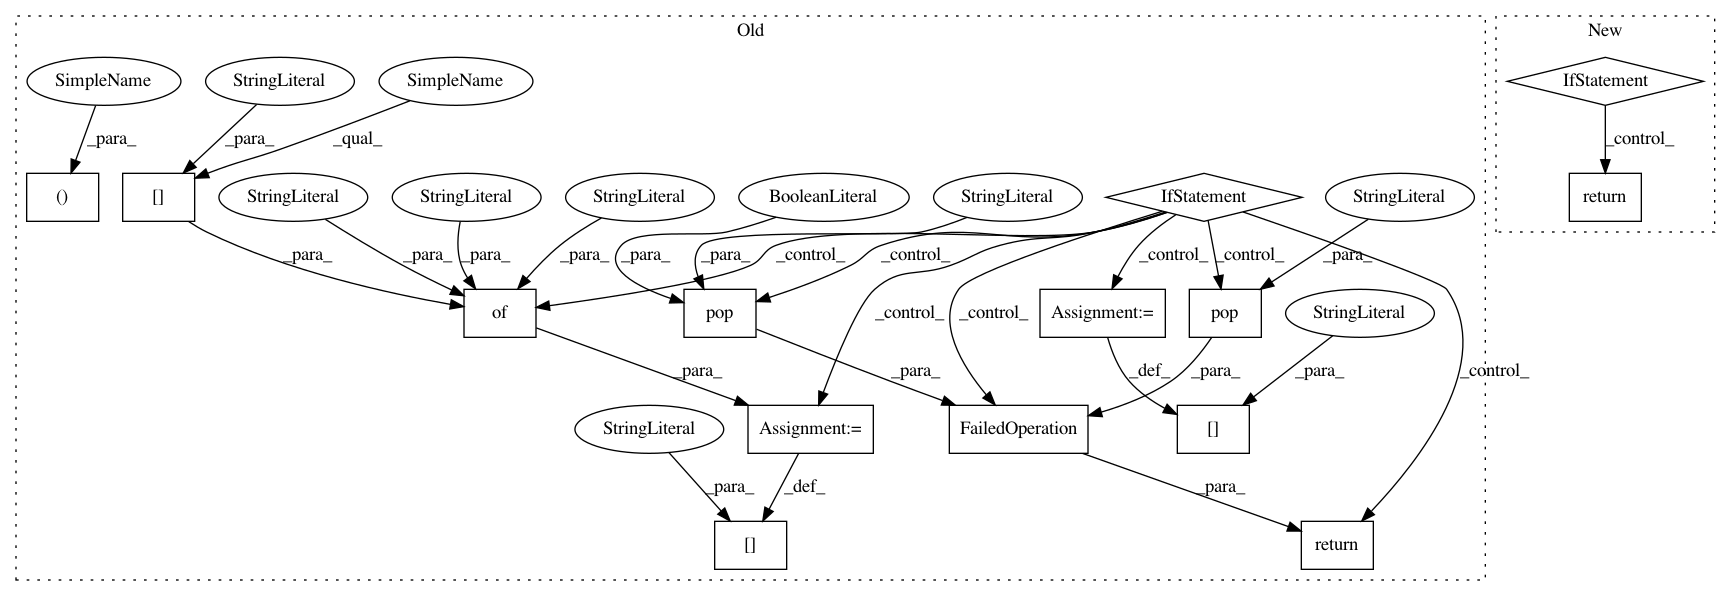 Old
New
SimpleName
StringLiteral
SimpleName
IfStatement
_para_
_para_
_qual_
_control_
()
[]
StringLiteral
StringLiteral
StringLiteral
BooleanLiteral
StringLiteral
IfStatement
StringLiteral
return
_para_
_para_
_para_
_para_
_para_
_para_
_control_
_control_
_control_
_control_
_para_
of
pop
Assignment:=
pop
StringLiteral
_control_
_control_
_para_
_para_
_def_
_para_
_para_
_control_
StringLiteral
Assignment:=
FailedOperation
[]
_para_
_def_
_para_
[]
return